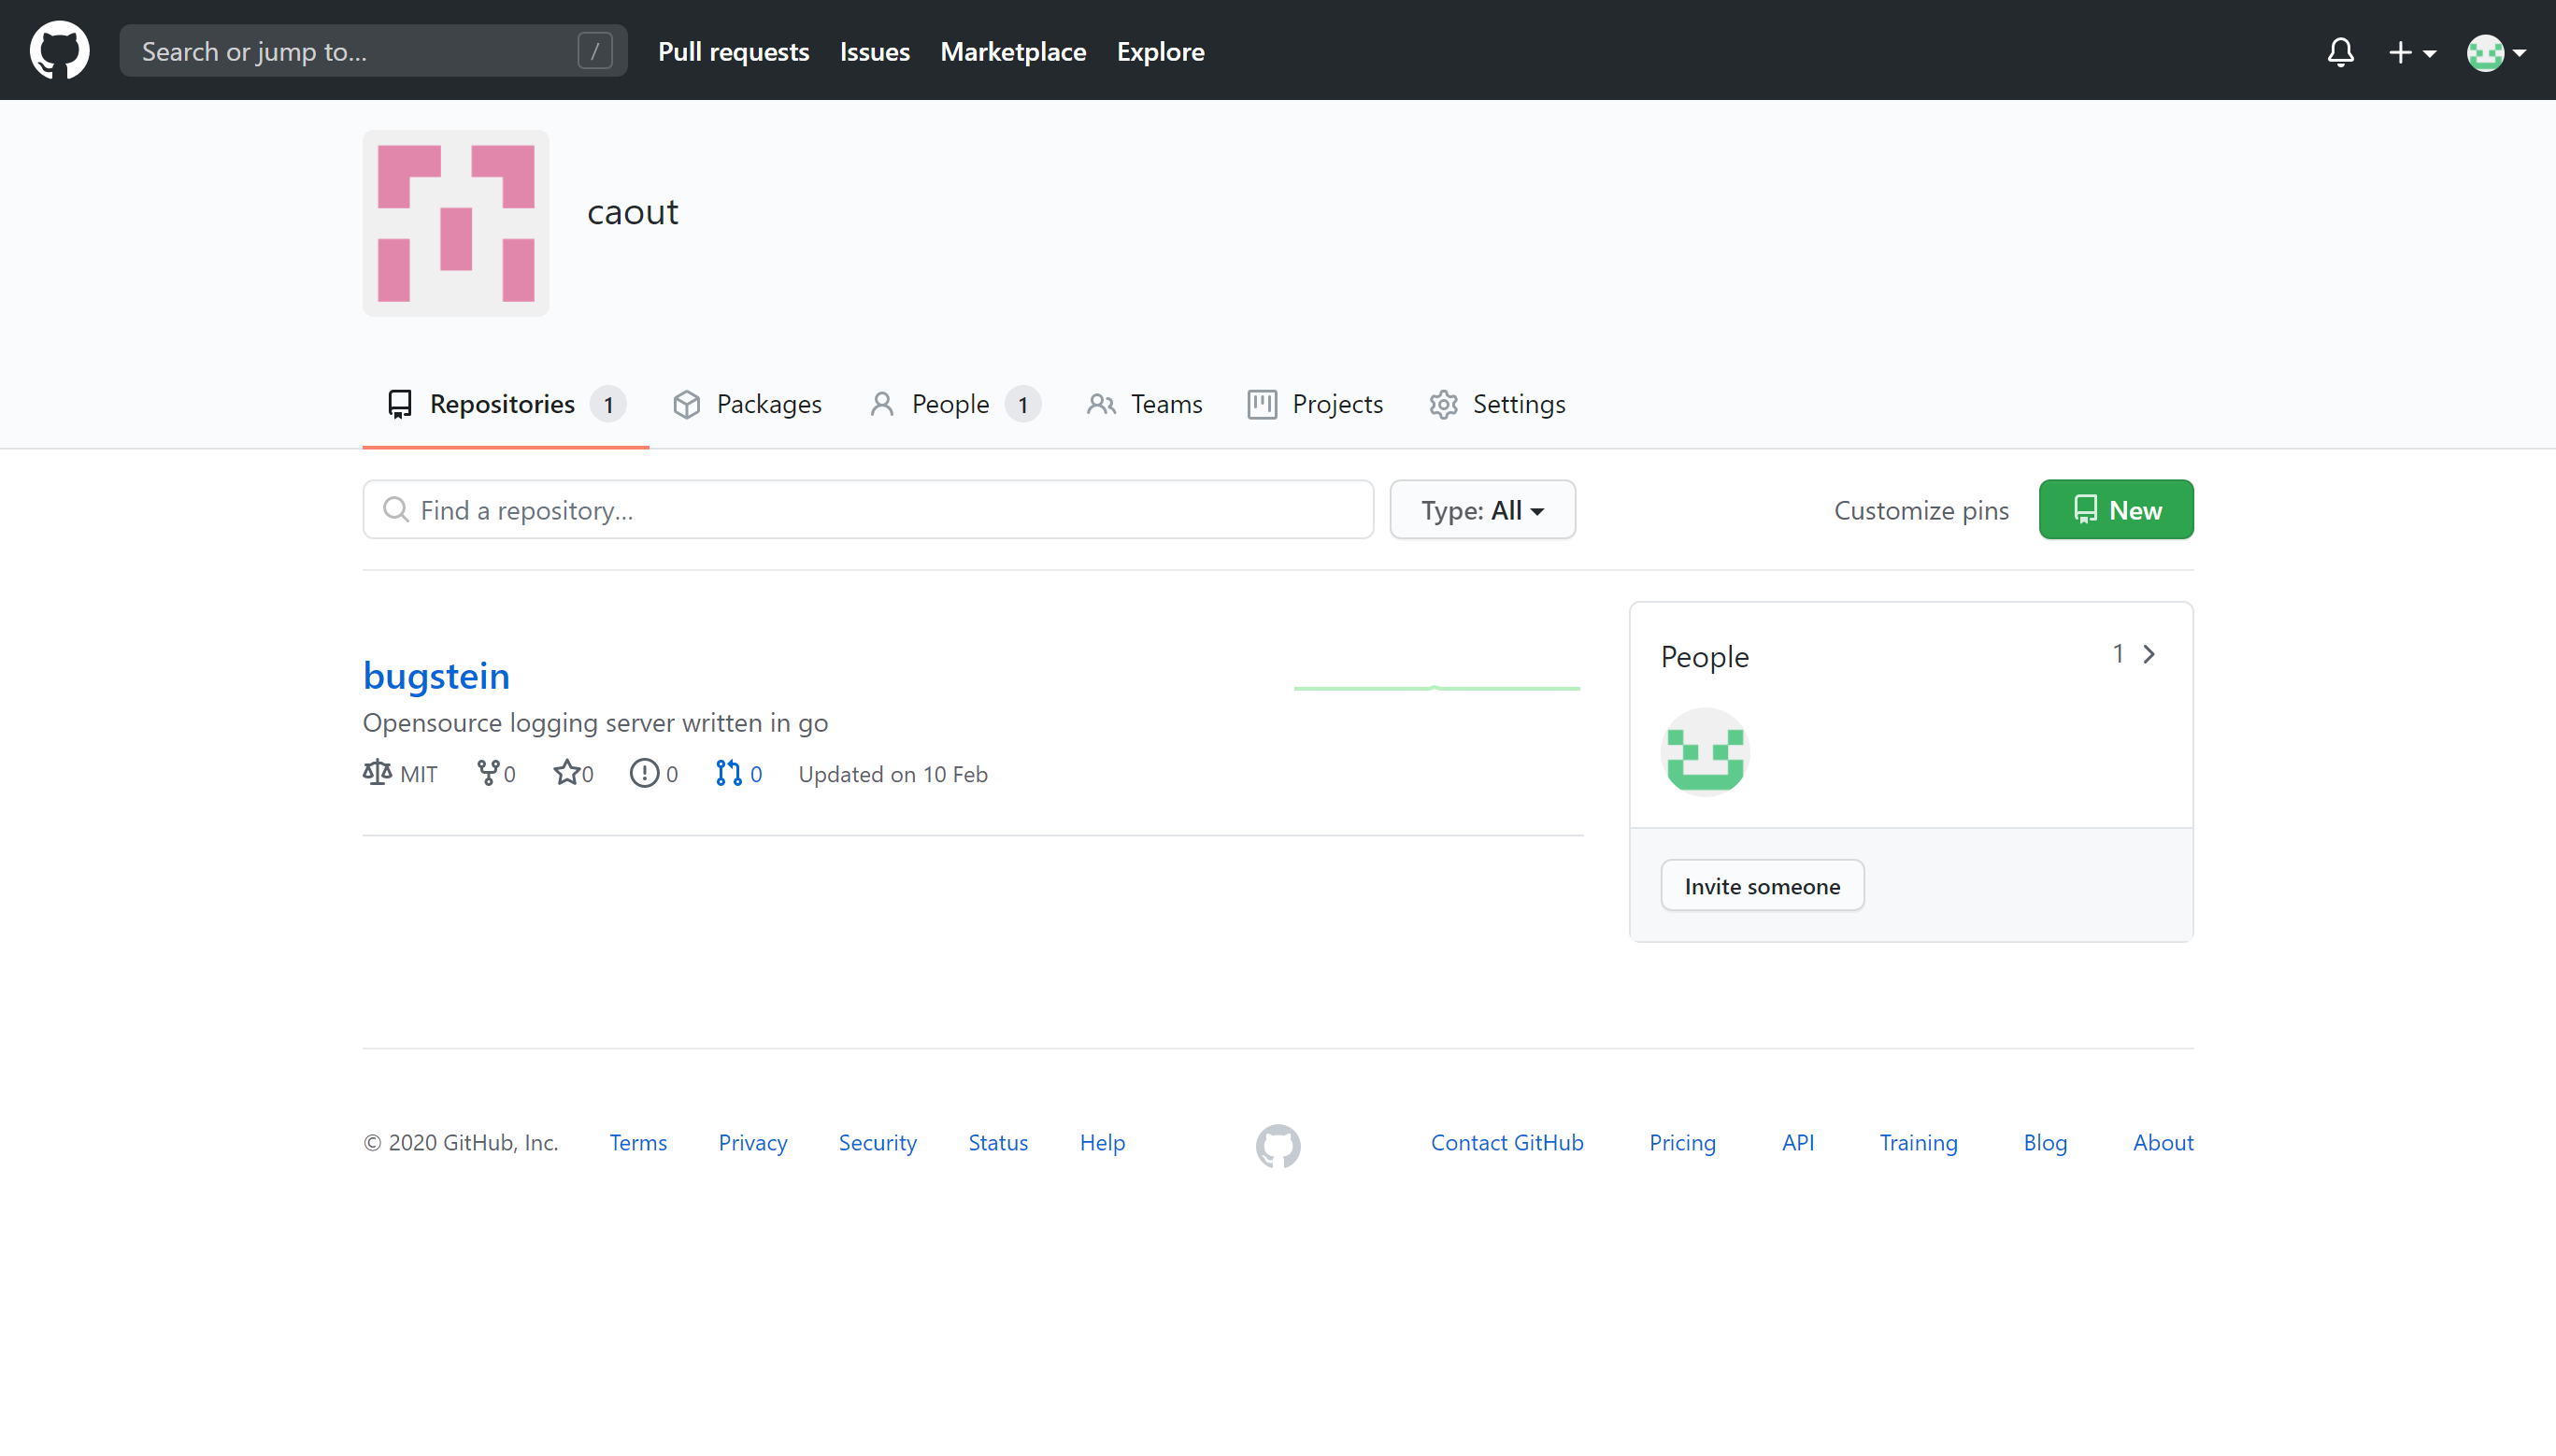 Search or jump to... /
Pull requests Issues Marketplace Explore
caout
Repositories 1 Packages People 1 Teams Projects Settings
Find a repository...
Type: All
Customize pins
New
bugstein
Opensource logging server written in go
MIT 0 0 0 0 Updated on 10 Feb
People 1
Invite someone
© 2020 GitHub, Inc. Terms Privacy Security Status Help Contact GitHub Pricing API Training Blog About